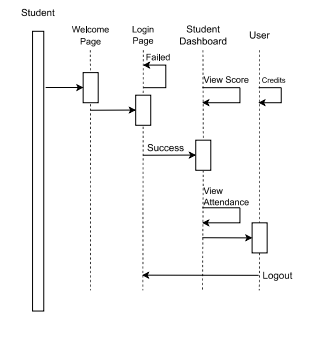 Student
Welcome
Page
Login
Page
Student
Dashboard
User
Failed
View Score
Credits
Success
View
Attendance
Logout